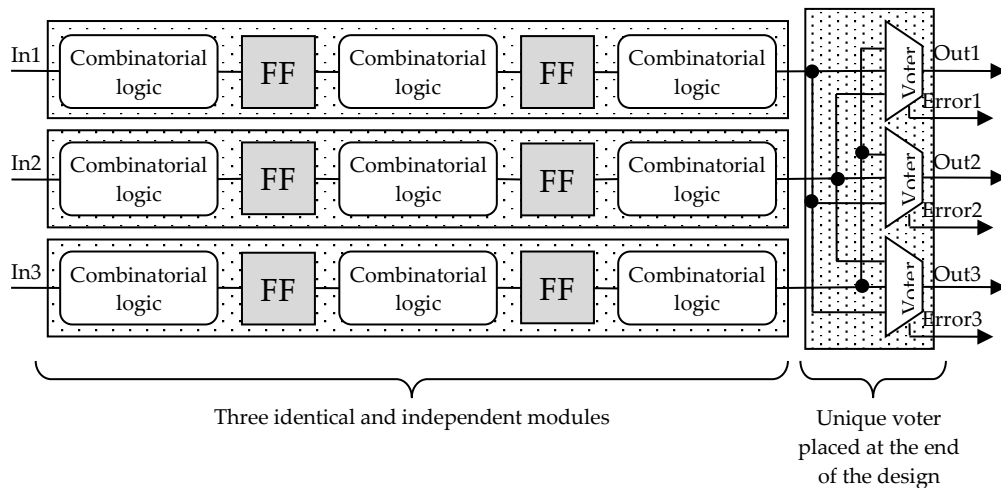 In1
Combinatorial
logic
FF
Combinatorial
logic
FF
Combinatorial
logic
Voter
Out1
Error1
In2
Combinatorial
logic
FF
Combinatorial
logic
FF
Combinatorial
logic
Voter
Out2
Error2
In3
Combinatorial
logic
FF
Combinatorial
logic
FF
Combinatorial
logic
Voter
Out3
Error3
Three identical and independent modules
Unique voter
placed at the end
of the design